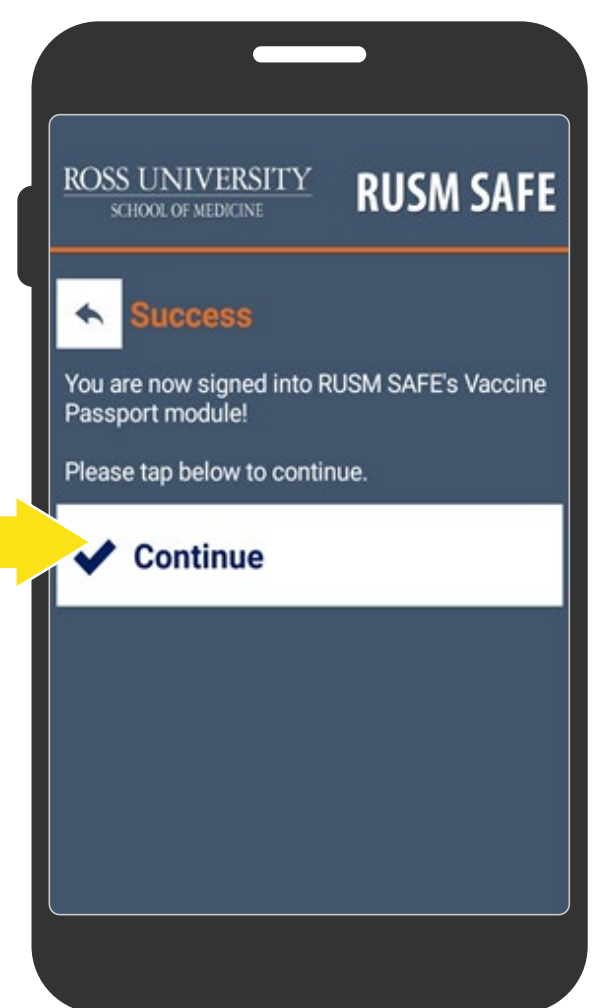 ROSS UNIVERSITY
SCHOOL OF MEDICINE
RUSM SAFE
Success
You are now signed into RUSM SAFE's Vaccine
Passport module!
Please tap below to continue.
Continue